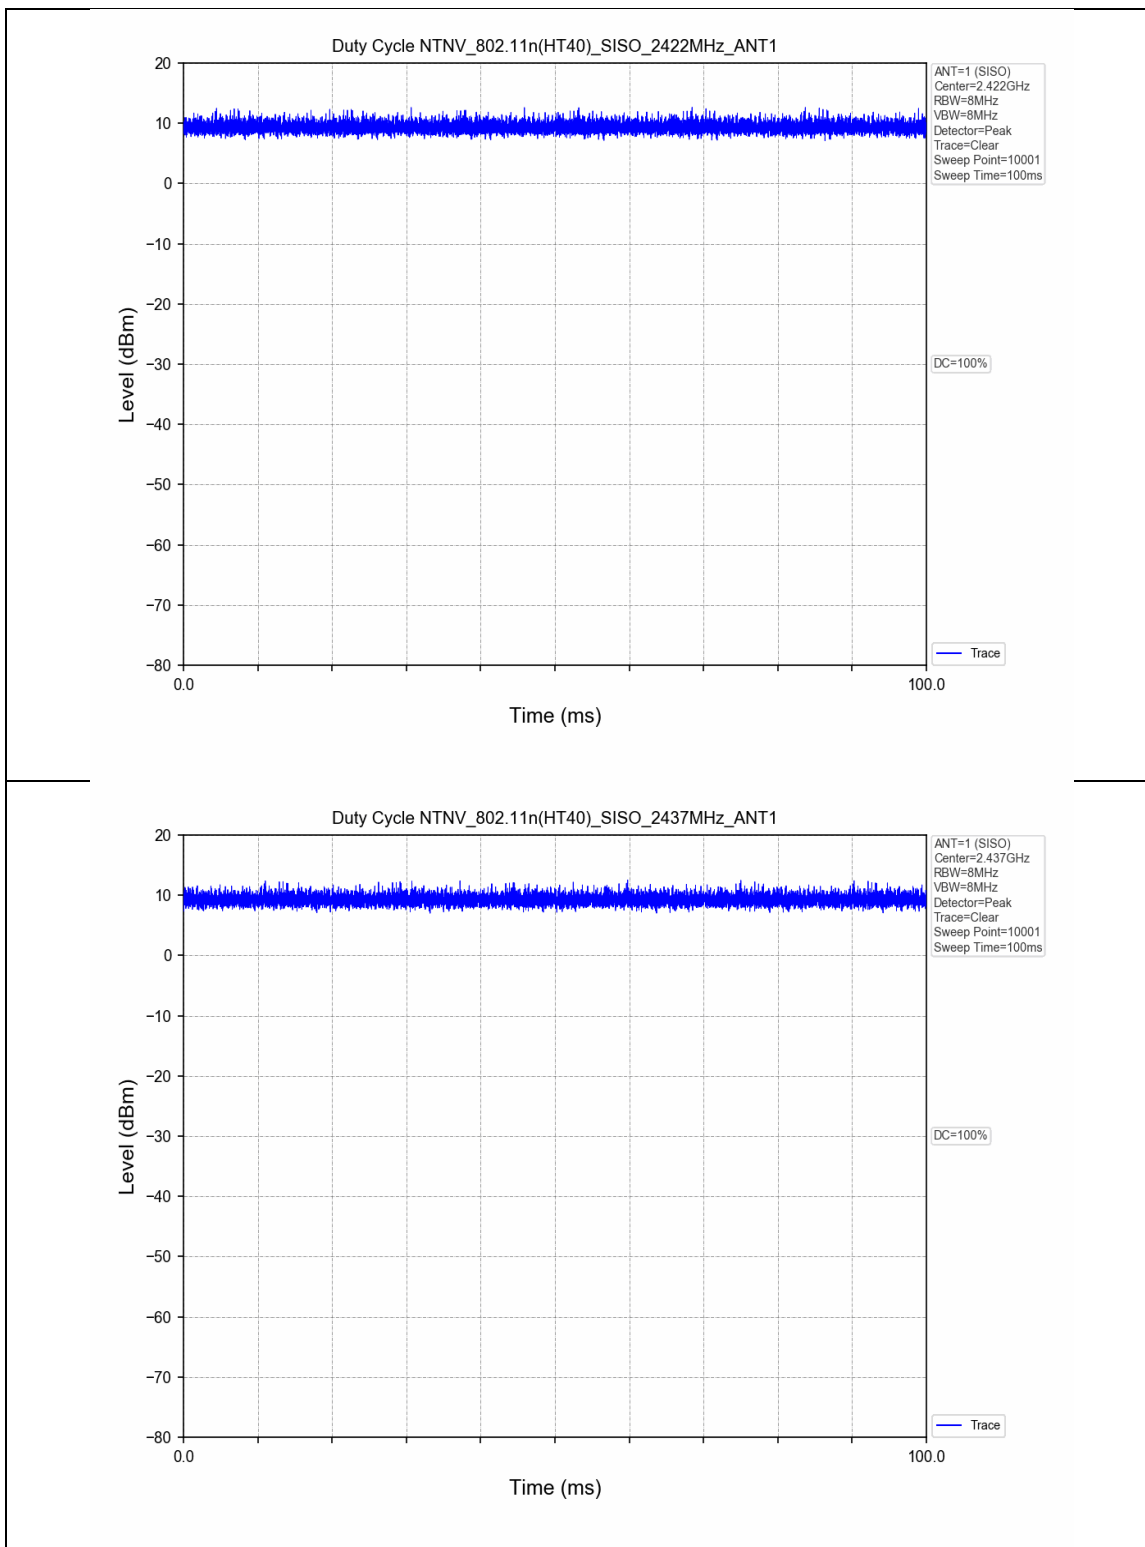 Duty Cycle NTNV_802.11n(HT40)_SISO_2422MHz_ANT1
20
10
0
−10
−20
−30
−40
−50
−60
−70
−80
Level (dBm)
0.0
100.0
Time (ms)
ANT=1 (SISO)
Center=2.422GHz
RBW=8MHz
VBW=8MHz
Detector=Peak
Trace=Clear
Sweep Point=10001
Sweep Time=100ms
DC=100%
Trace
Duty Cycle NTNV_802.11n(HT40)_SISO_2437MHz_ANT1
20
10
0
−10
−20
−30
−40
−50
−60
−70
−80
Level (dBm)
0.0
100.0
Time (ms)
ANT=1 (SISO)
Center=2.437GHz
RBW=8MHz
VBW=8MHz
Detector=Peak
Trace=Clear
Sweep Point=10001
Sweep Time=100ms
DC=100%
Trace